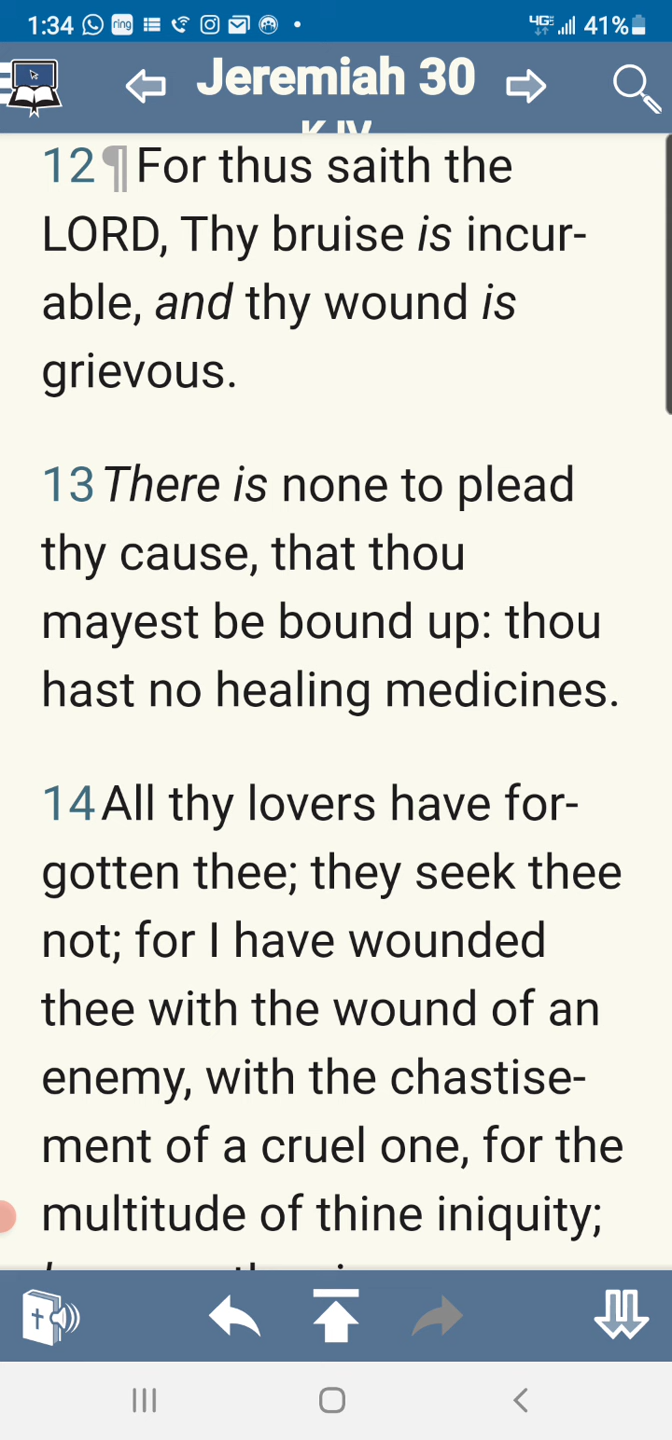 1:34 ring 4GE 41%
Jeremiah 30
KJV
12 ¶ For thus saith the
LORD, Thy bruise is incur-
able, and thy wound is
grievous.
13 There is none to plead
thy cause, that thou
mayest be bound up: thou
hast no healing medicines.
14 All thy lovers have for-
gotten thee; they seek thee
not; for I have wounded
thee with the wound of an
enemy, with the chastise-
ment of a cruel one, for the
multitude of thine iniquity;